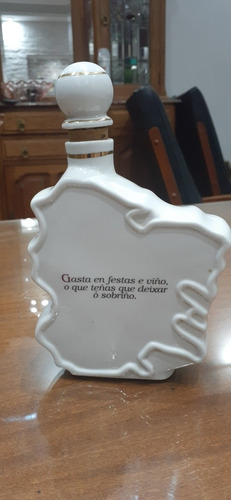 Gasta en festas e viño,
o que teñas que deixar
ó sobriño.